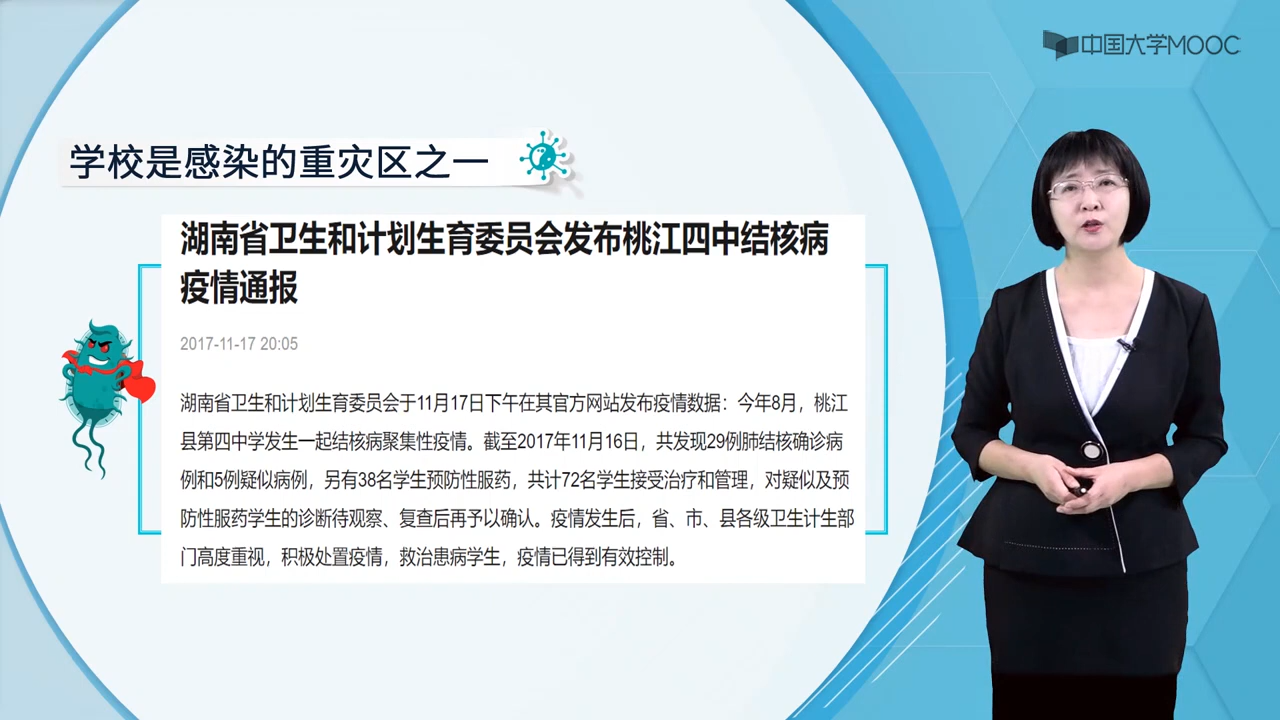 中国大学MOOC
学校是感染的重灾区之一
湖南省卫生和计划生育委员会发布桃江四中结核病
疫情通报
2017-11-17 20:05
湖南省卫生和计划生育委员会于11月17日下午在其官方网站发布疫情数据：今年8月，桃江
县第四中学发生一起结核病聚集性疫情。截至2017年11月16日，共发现29例肺结核确诊病
例和5例疑似病例，另有38名学生预防性服药，共计72名学生接受治疗和管理，对疑似及预
防性服药学生的诊断待观察、复查后再予以确认。疫情发生后，省、市、县各级卫生计生部
门高度重视，积极处置疫情，救治患病学生，疫情已得到有效控制。